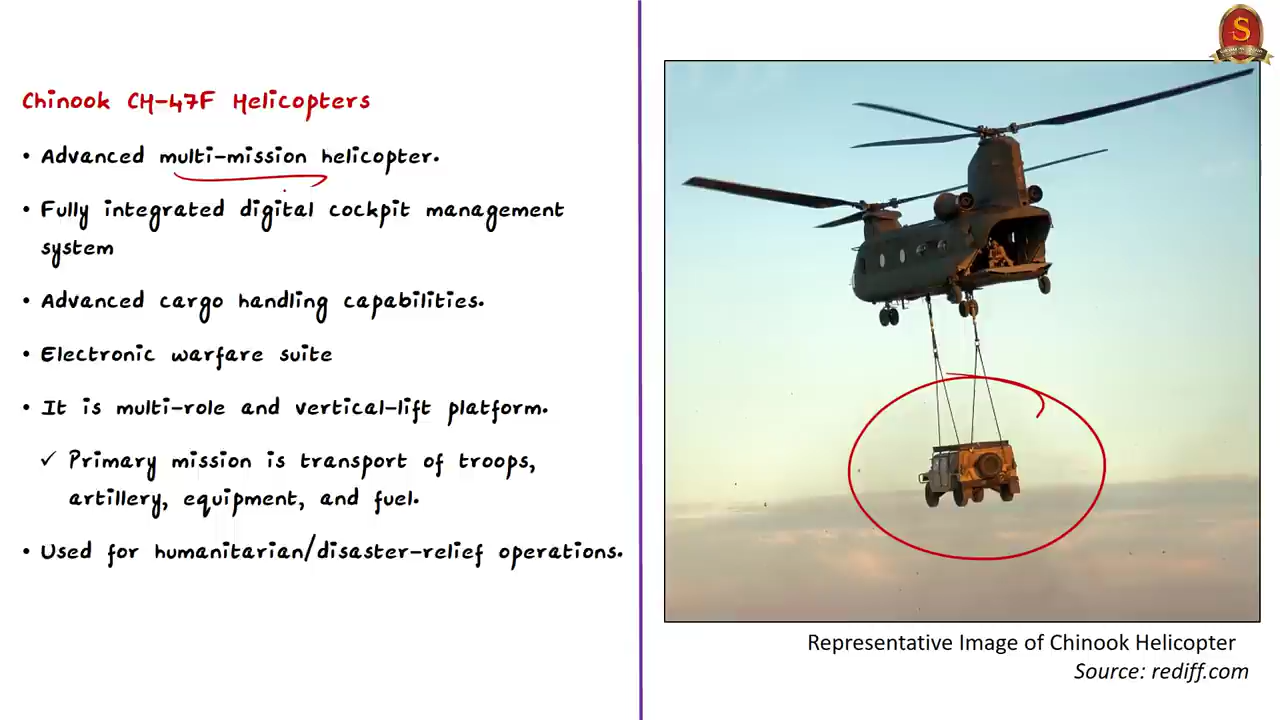 Chinook CH-47F Helicopters
• Advanced multi-mission helicopter.
• Fully integrated digital cockpit management
system
• Advanced cargo handling capabilities.
• Electronic warfare suite
• It is multi-role and vertical-lift platform.
✓ Primary mission is transport of troops,
artillery, equipment, and fuel.
• Used for humanitarian/disaster-relief operations.
S
Representative Image of Chinook Helicopter
Source: rediff.com